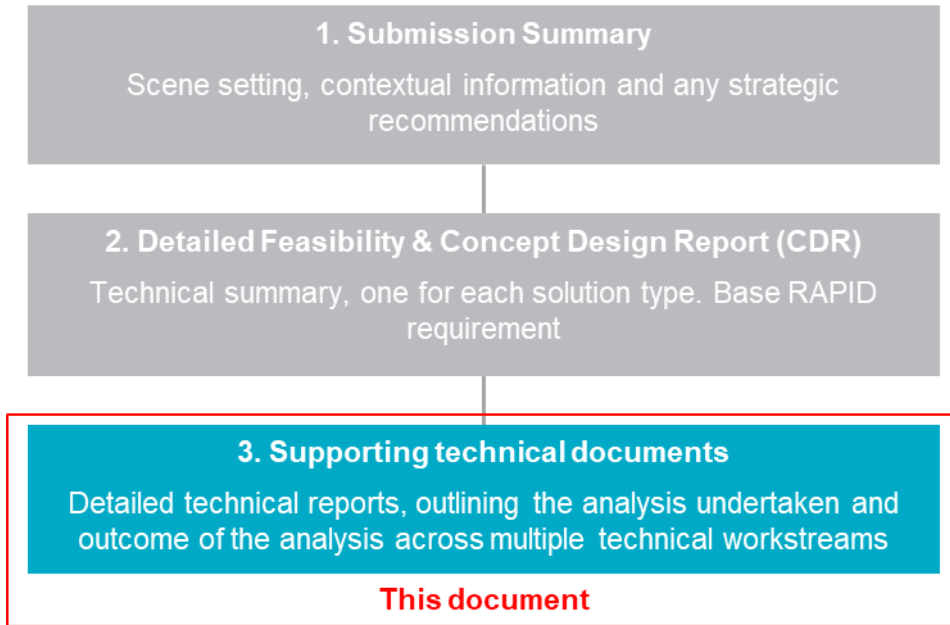 1. Submission Summary
Scene setting, contextual information and any strategic
recommendations
2. Detailed Feasibility & Concept Design Report (CDR)
Technical summary, one for each solution type. Base RAPID
requirement
3. Supporting technical documents
Detailed technical reports, outlining the analysis undertaken and
outcome of the analysis across multiple technical workstreams
This document